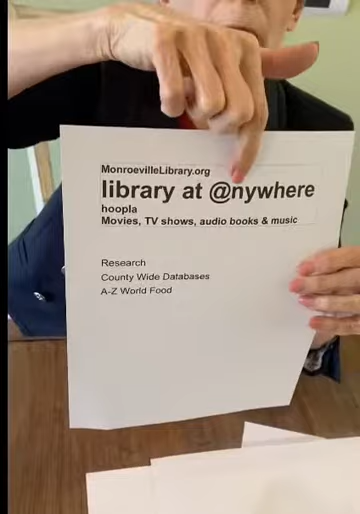 MonroevilleLibrary.org
library at @nywhere
hoopla
Movies, TV shows, audio books & music
Research
County Wide Databases
A-Z World Food